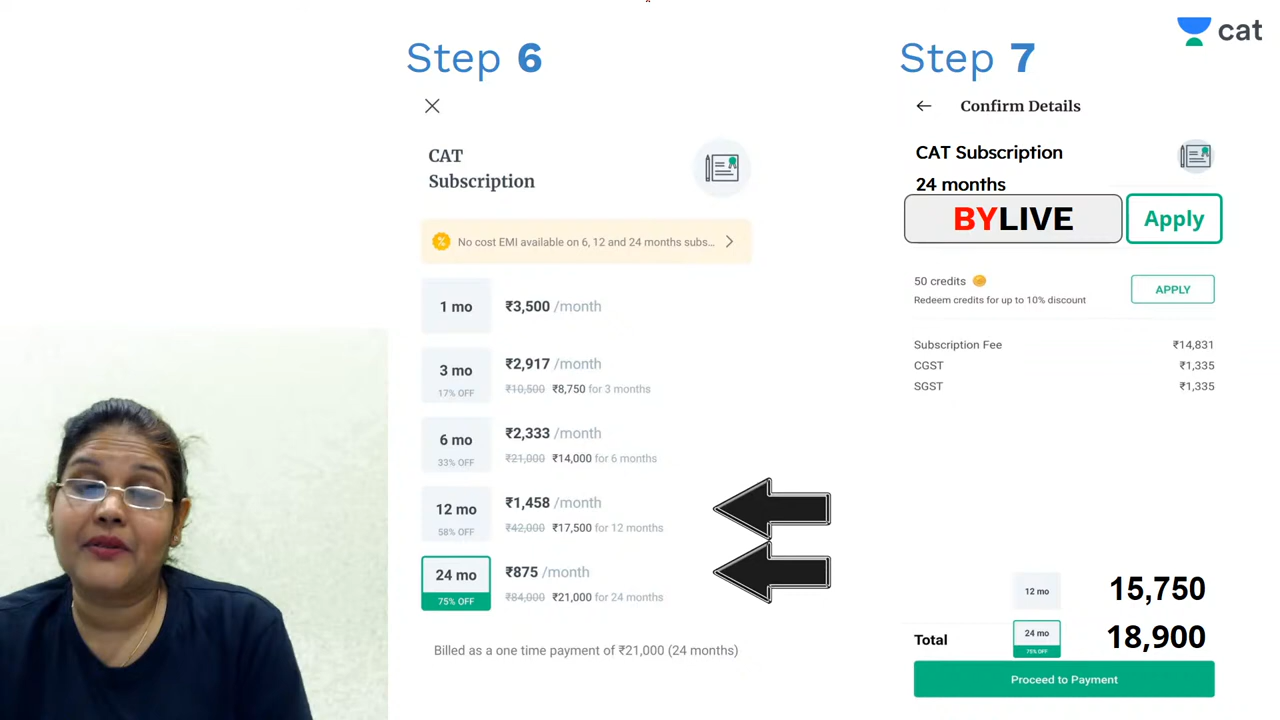 cat
Step 6
CAT
Subscription
No cost EMI available on 6, 12 and 24 months subs...
1 mo
₹3,500 /month
3 mo
17% OFF
₹2,917 /month
₹10,500 ₹8,750 for 3 months
6 mo
33% OFF
₹2,333 /month
₹21,000 ₹14,000 for 6 months
12 mo
58% OFF
₹1,458 /month
₹42,000 ₹17,500 for 12 months
24 mo
75% OFF
₹875 /month
₹84,000 ₹21,000 for 24 months
Billed as a one time payment of ₹21,000 (24 months)
Step 7
Confirm Details
CAT Subscription
24 months
BYLIVE
Apply
50 credits
Redeem credits for up to 10% discount
APPLY
Subscription Fee ₹14,831
CGST ₹1,335
SGST ₹1,335
12 mo 15,750
Total
24 mo
75% OFF
18,900
Proceed to Payment